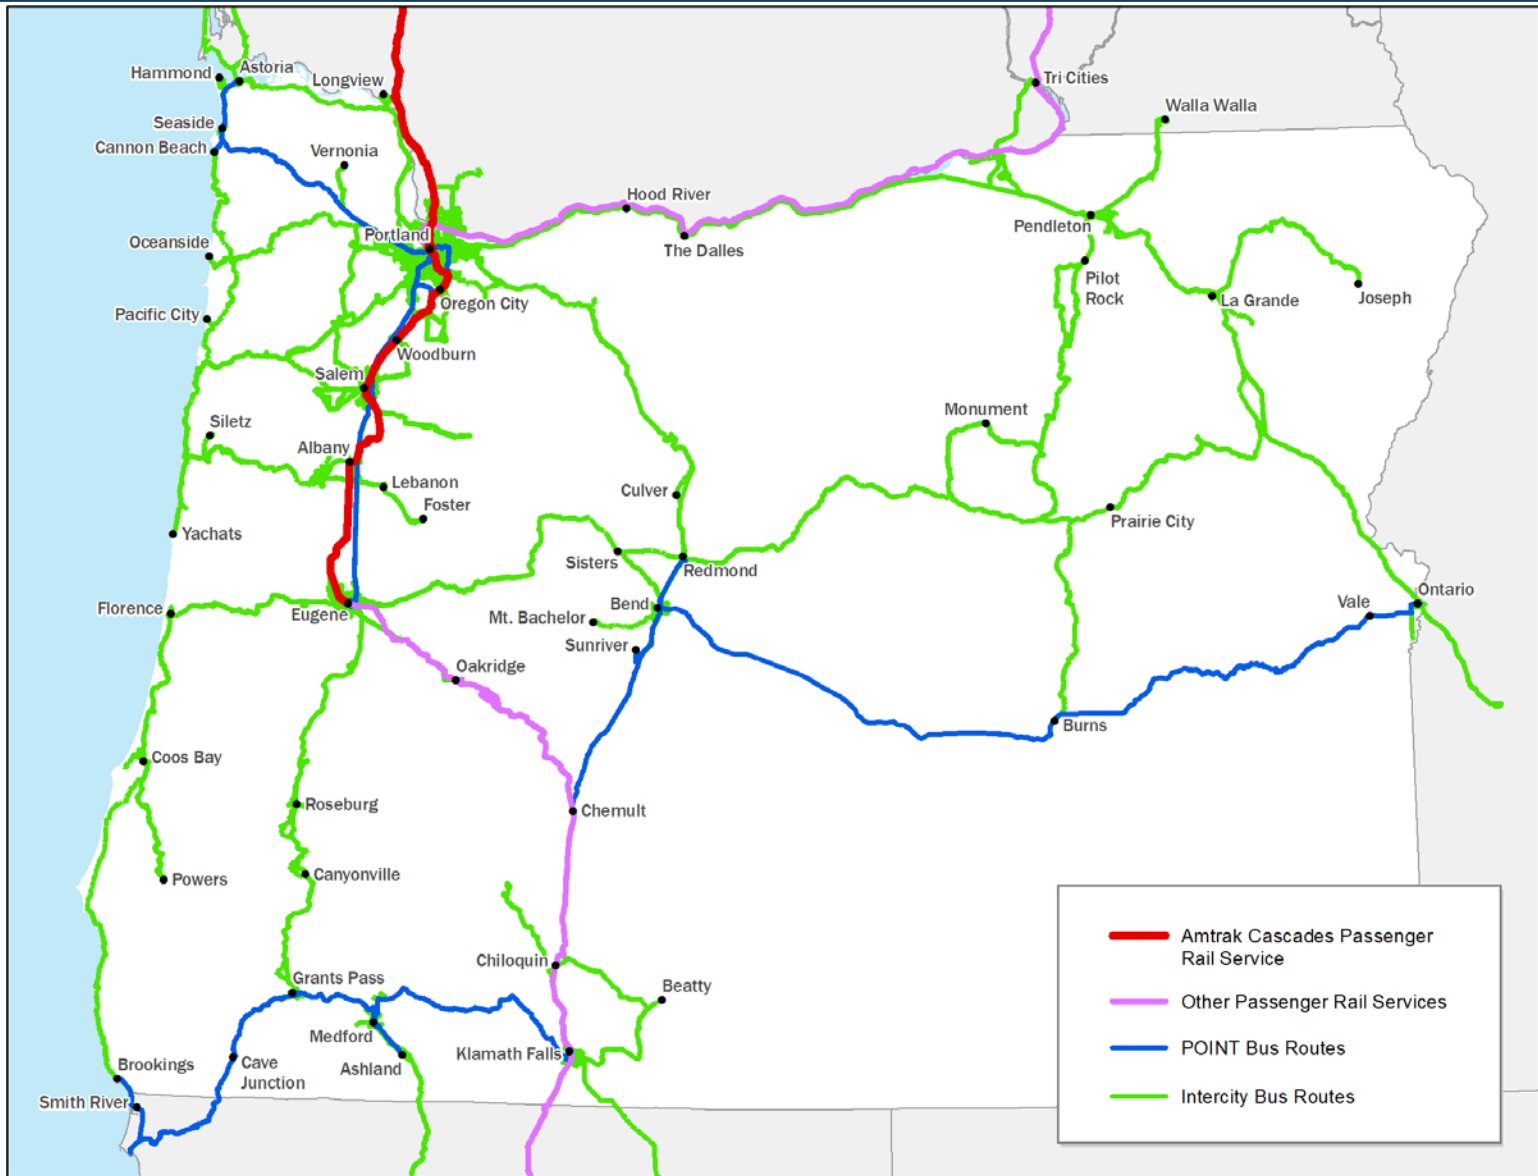 Hammond
Astoria
Longview
Tri Cities
Walla Walla
Seaside
Cannon Beach
Vernonia
Hood River
Pendleton
Portland
Oceanside
The Dalles
Pilot
Rock
La Grande
Joseph
Oregon City
Pacific City
Woodburn
Salem
Monument
Siletz
Albany
Lebanon
Culver
Foster
Prairie City
Yachats
Sisters
Redmond
Ontario
Vale
Bend
Florence
Eugene
Mt. Bachelor
Sunriver
Oakridge
Burns
Coos Bay
Roseburg
Chemult
Canyonville
Powers
Amtrak Cascades Passenger
Rail Service
Other Passenger Rail Services
POINT Bus Routes
Intercity Bus Routes
Chiloquin
Grants Pass
Beatty
Medford
Klamath Falls
Brookings
Cave
Junction
Ashland
Smith River